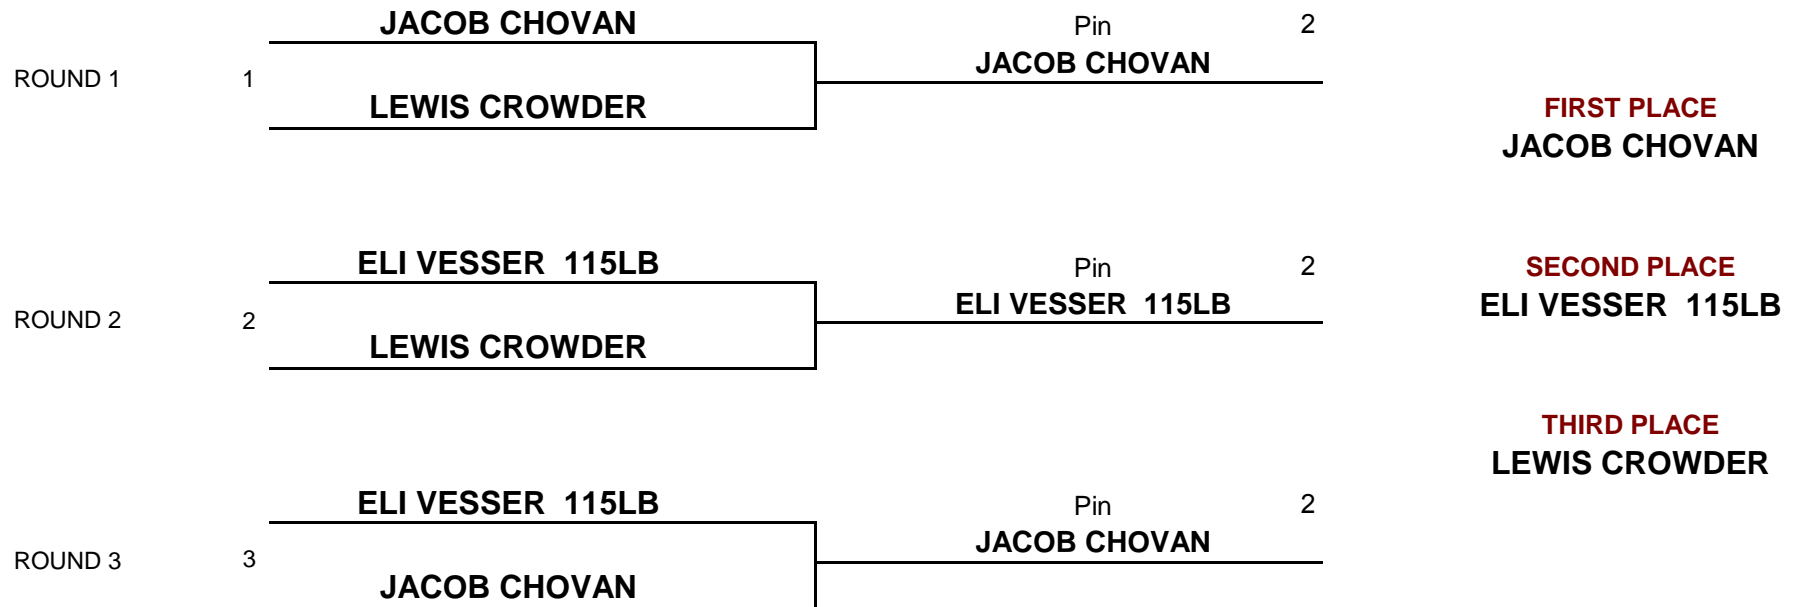 JACOB CHOVAN
Pin 2
JACOB CHOVAN
ROUND 1 1
LEWIS CROWDER
FIRST PLACE
JACOB CHOVAN
ELI VESSER  115LB
Pin 2
SECOND PLACE
ELI VESSER  115LB
ELI VESSER  115LB
ROUND 2 2
LEWIS CROWDER
THIRD PLACE
LEWIS CROWDER
ELI VESSER  115LB
Pin 2
JACOB CHOVAN
ROUND 3 3
JACOB CHOVAN